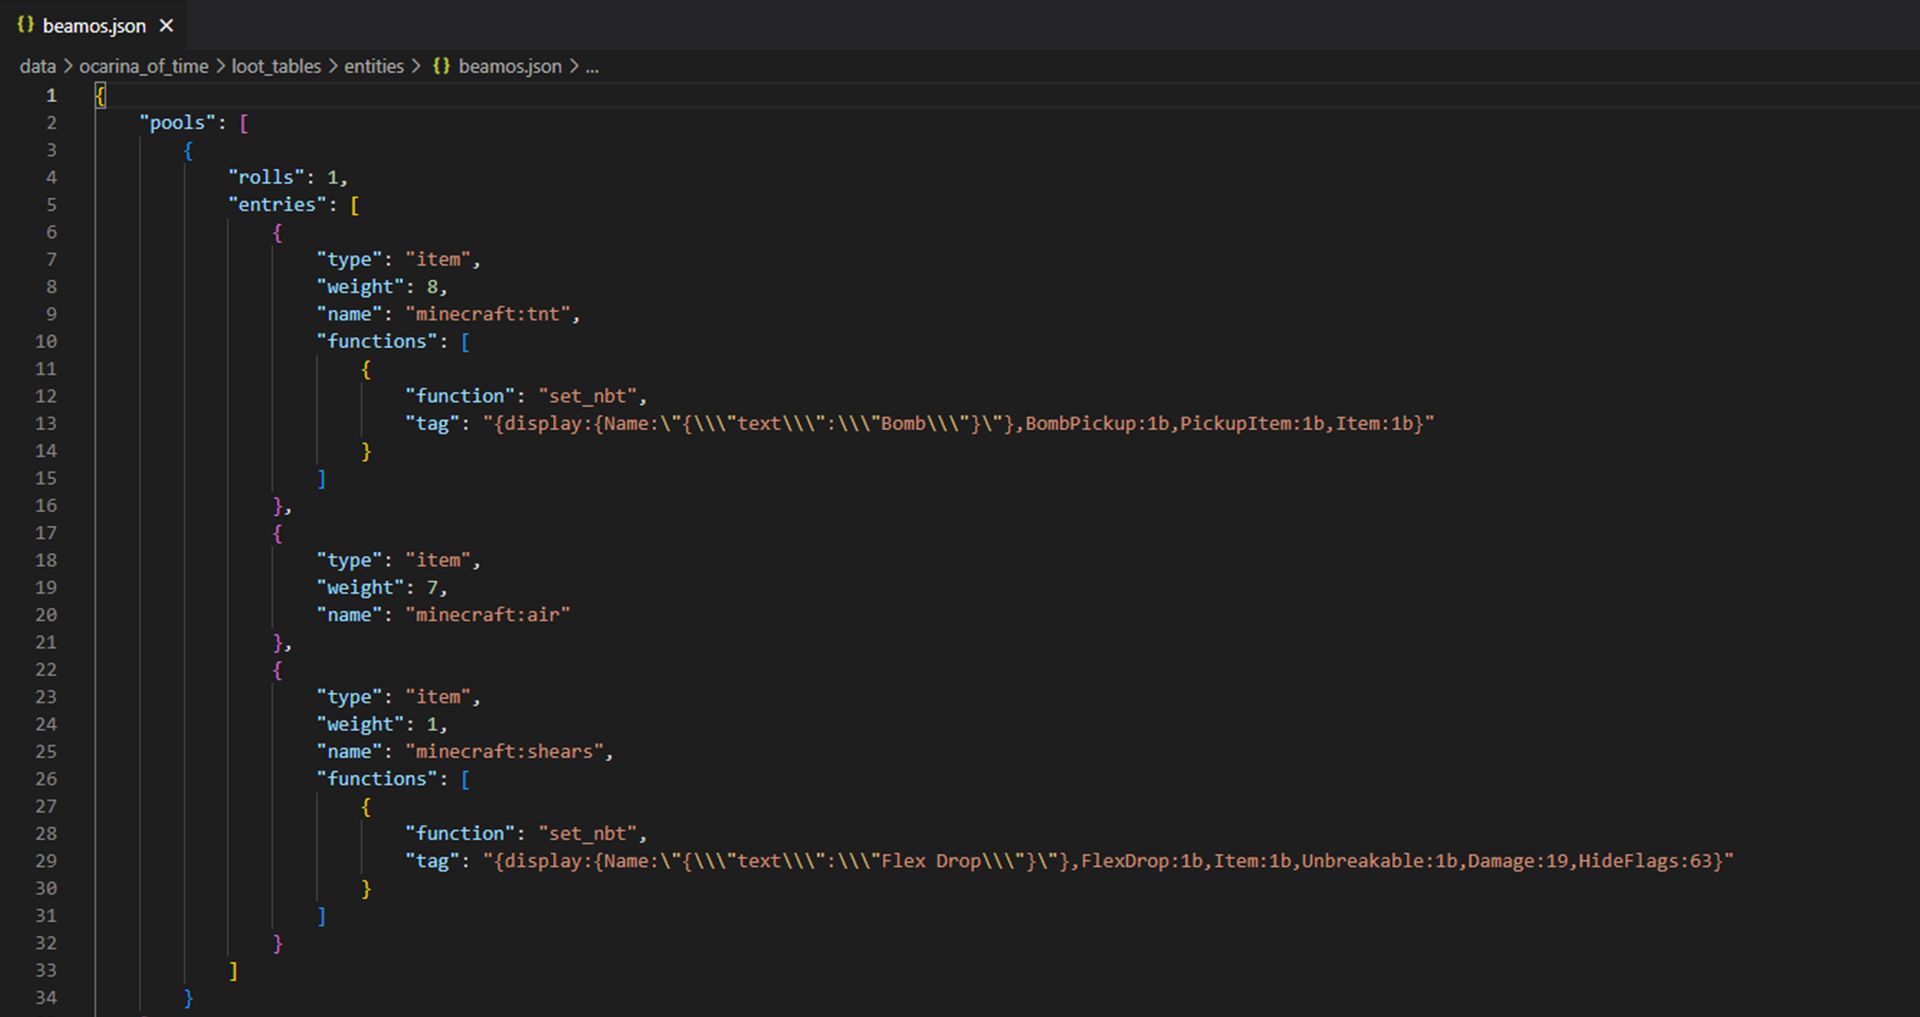 {} beamos.json ×
data > ocarina_of_time > loot_tables > entities > {} beamos.json > ...
1 {
2     "pools": [
3         {
4             "rolls": 1,
5             "entries": [
6                 {
7                     "type": "item",
8                     "weight": 8,
9                     "name": "minecraft:tnt",
10                     "functions": [
11                         {
12                             "function": "set_nbt",
13                             "tag": "{display:{Name:\"{\\\"text\\\":\\\"Bomb\\\"}\"},BombPickup:1b,PickupItem:1b,Item:1b}"
14                         }
15                     ]
16                 },
17                 {
18                     "type": "item",
19                     "weight": 7,
20                     "name": "minecraft:air"
21                 },
22                 {
23                     "type": "item",
24                     "weight": 1,
25                     "name": "minecraft:shears",
26                     "functions": [
27                         {
28                             "function": "set_nbt",
29                             "tag": "{display:{Name:\"{\\\"text\\\":\\\"Flex Drop\\\"}\"},FlexDrop:1b,Item:1b,Unbreakable:1b,Damage:19,HideFlags:63}"
30                         }
31                     ]
32                 }
33             ]
34         }